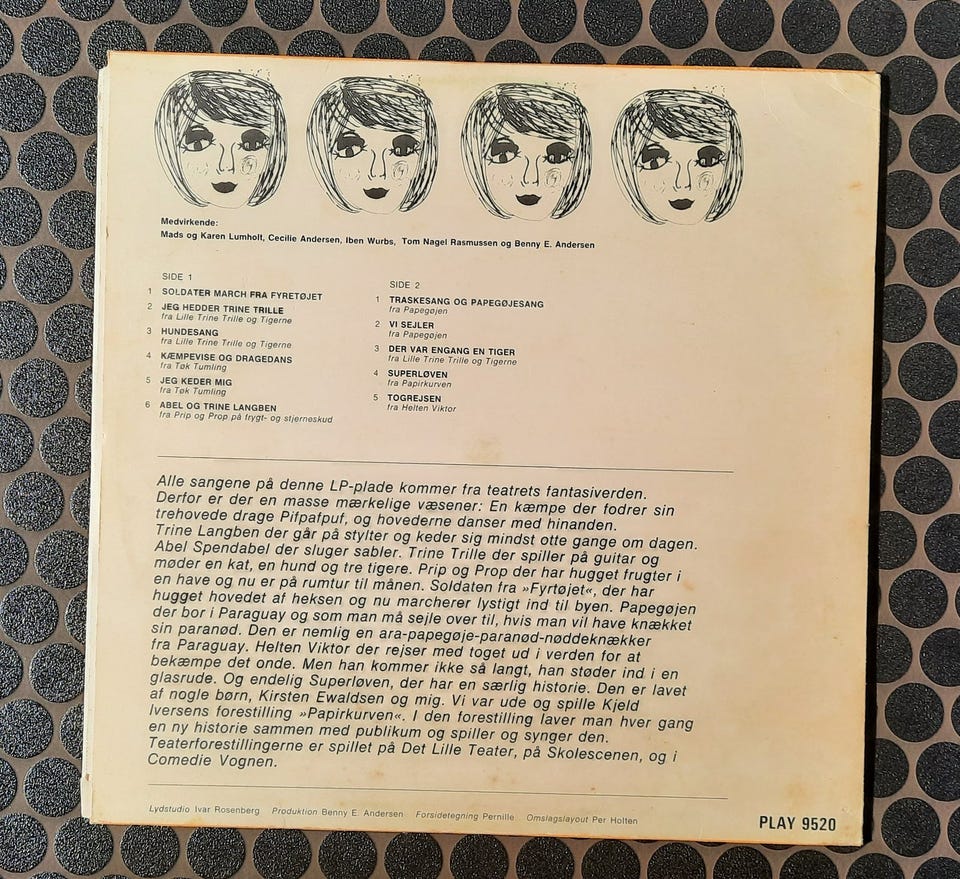 Medvirkende:
Mads og Karen Lumholt, Cecilie Andersen, Iben Wurbs, Tom Nagel Rasmussen og Benny E. Andersen
SIDE 1
1 SOLDATER MARCH FRA FYRETØJET
2 JEG HEDDER TRINE TRILLE
fra Lille Trine Trille og Tigerne
3 HUNDESANG
fra Lille Trine Trille og Tigerne
4 KÆMPEVISE OG DRAGEDANS
fra Tøk Tumling
5 JEG KEDER MIG
fra Tøk Tumling
6 ABEL OG TRINE LANGBEN
fra Prip og Prop på frygt- og stjerneskud
SIDE 2
1 TRASKESANG OG PAPEGØJESANG
fra Papegøjen
2 VI SEJLER
fra Papegøjen
3 DER VAR ENGANG EN TIGER
fra Lille Trine Trille og Tigerne
4 SUPERLØVEN
fra Papirkurven
5 TOGREJSEN
fra Helten Viktor
Alle sangene på denne LP-plade kommer fra teatrets fantasiverden.
Derfor er der en masse mærkelige væsener: En kæmpe der fodrer sin
trehovede drage Pifpafpuf, og hovederne danser med hinanden.
Trine Langben der går på stylter og keder sig mindst otte gange om dagen.
Abel Spendabel der sluger sabler. Trine Trille der spiller på guitar og
møder en kat, en hund og tre tigere. Prip og Prop der har hugget frugter i
en have og nu er på rumtur til månen. Soldaten fra »Fyrtøjet«, der har
hugget hovedet af heksen og nu marcherer lystigt ind til byen. Papegøjen
der bor i Paraguay og som man må sejle over til, hvis man vil have knækket
sin paranød. Den er nemlig en ara-papegøje-paranød-nøddeknækker
fra Paraguay. Helten Viktor der rejser med toget ud i verden for at
bekæmpe det onde. Men han kommer ikke så langt, han støder ind i en
glasrude. Og endelig Superløven, der har en særlig historie. Den er lavet
af nogle børn, Kirsten Ewaldsen og mig. Vi var ude og spille Kjeld
Iversens forestilling »Papirkurven«. I den forestilling laver man hver gang
en ny historie sammen med publikum og spiller og synger den.
Teaterforestillingerne er spillet på Det Lille Teater, på Skolescenen, og i
Comedie Vognen.
Lydstudio Ivar Rosenberg Produktion Benny E. Andersen Forsidetegning Pernille Omslagslayout Per Holten
PLAY 9520